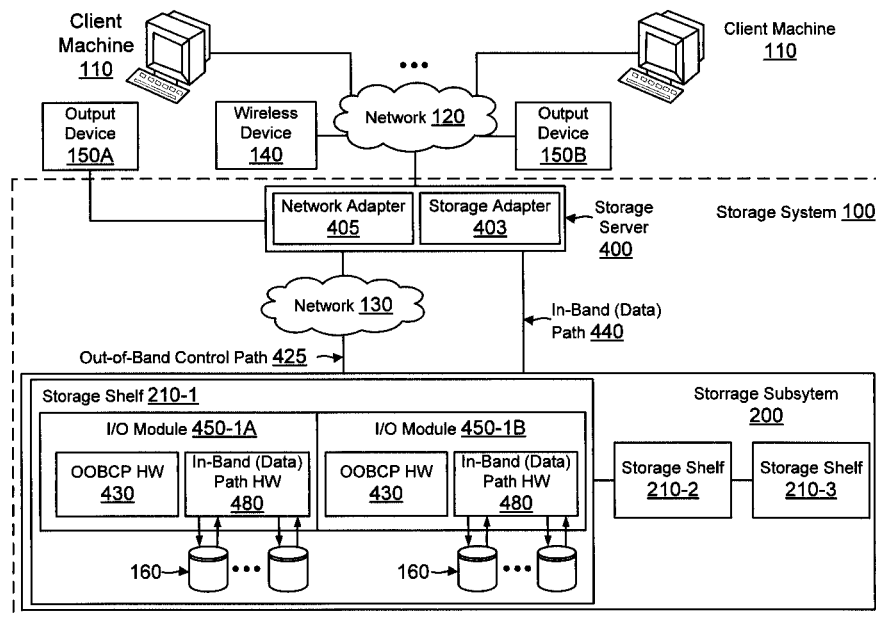 Client
Machine
110
Client Machine
110
Network 120
Output
Device
150A
Wireless
Device
140
Output
Device
150B
Network Adapter
405
Storage Adapter
403
Storage
Server
400
Storage System 100
Network 130
In-Band (Data)
Path 440
Out-of-Band Control Path 425
Storage Shelf 210-1
Storrage Subsytem
200
I/O Module 450-1A
I/O Module 450-1B
OOBCP HW
430
In-Band (Data)
Path HW
480
OOBCP HW
430
In-Band (Data)
Path HW
480
Storage Shelf
210-2
Storage Shelf
210-3
160
160